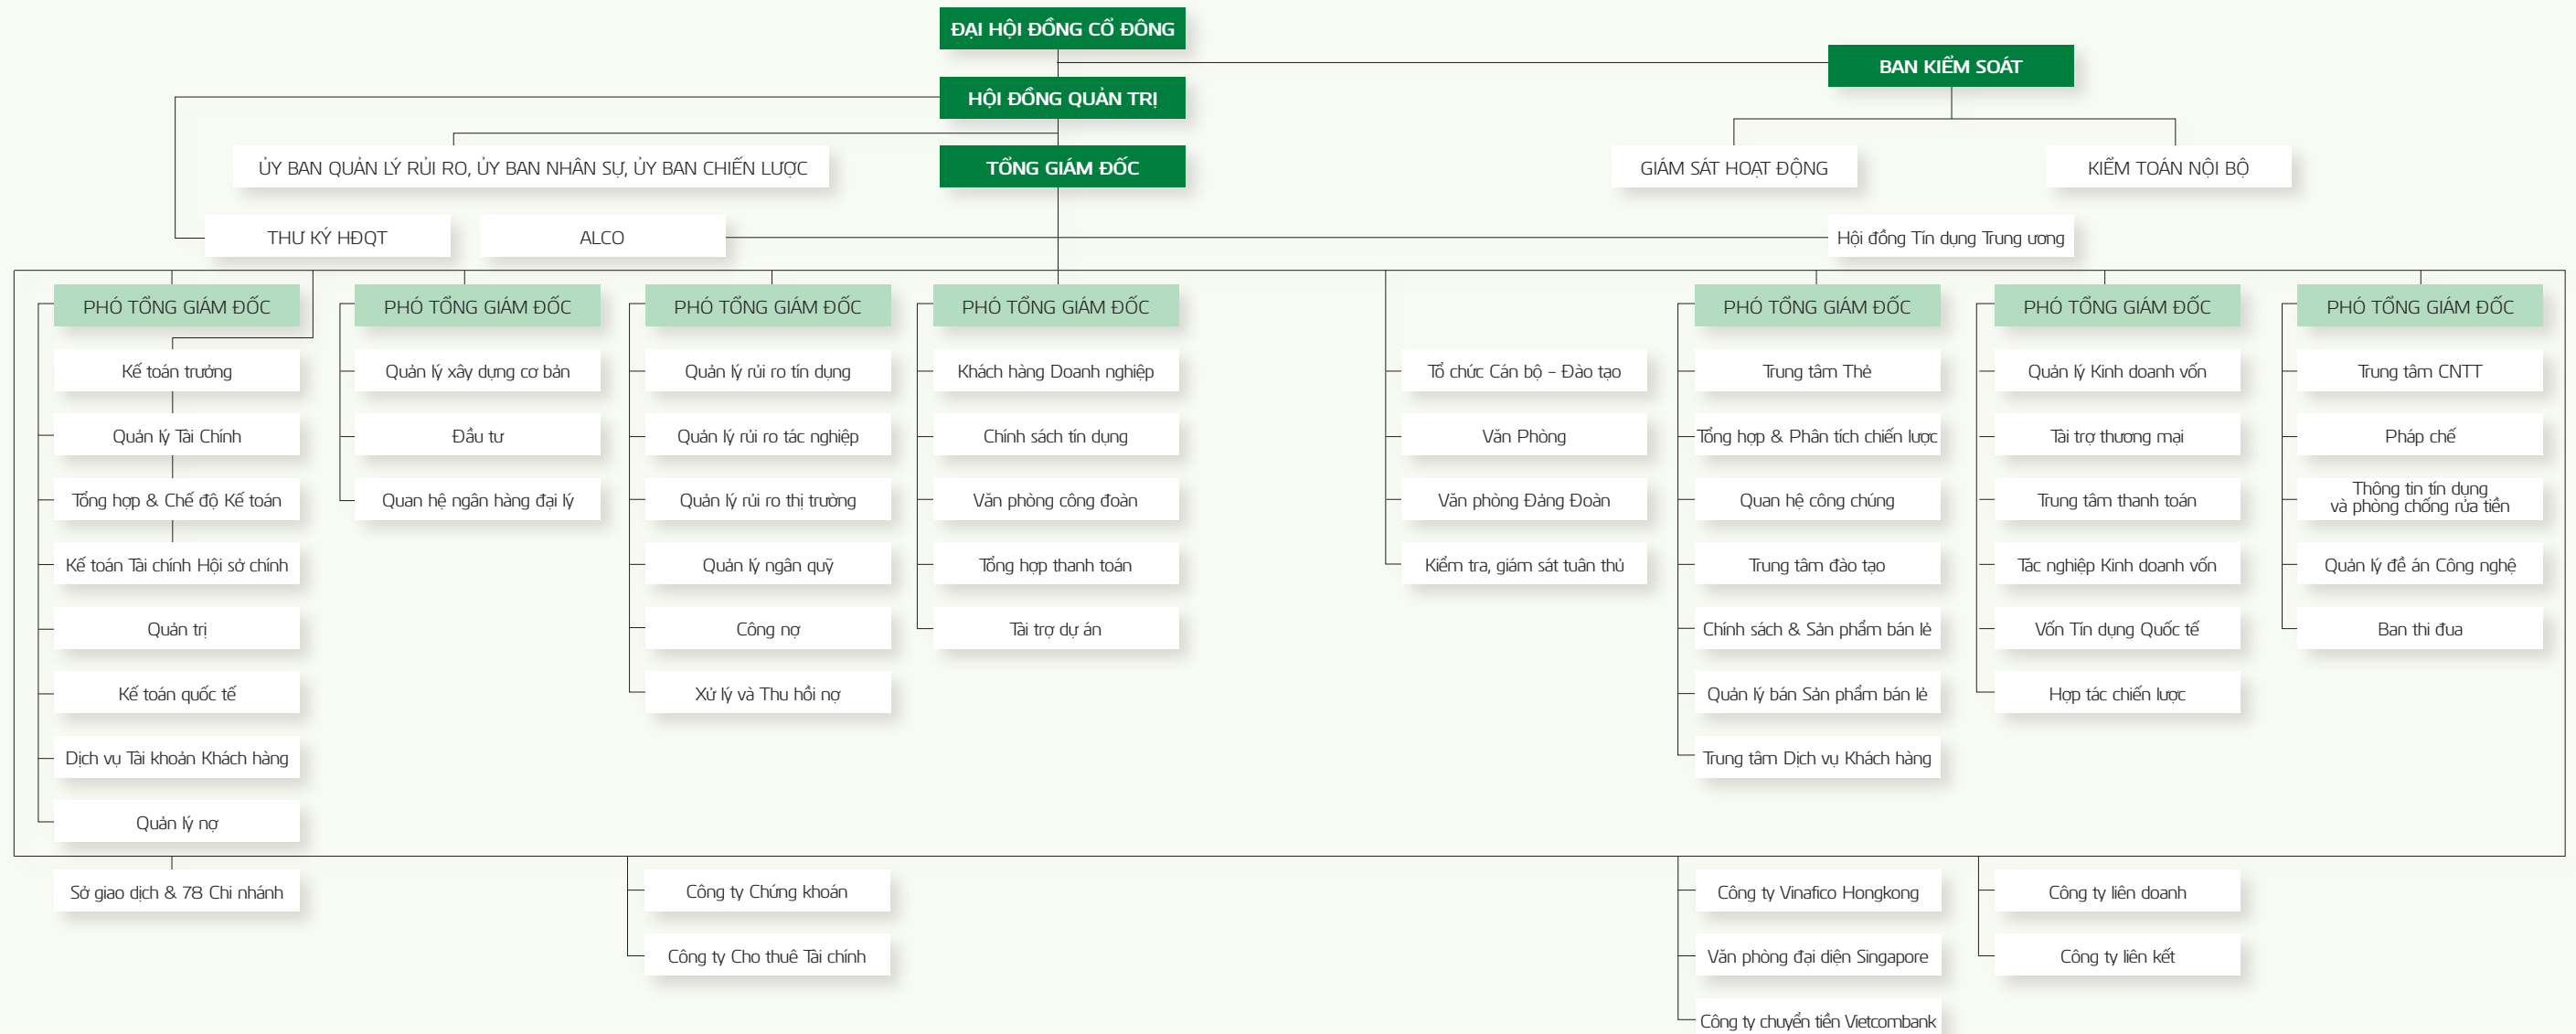 ĐẠI HỘI ĐỒNG CỔ ĐÔNG
BAN KIỂM SOÁT
HỘI ĐỒNG QUẢN TRỊ
ỦY BAN QUẢN LÝ RỦI RO, ỦY BAN NHÂN SỰ, ỦY BAN CHIẾN LƯỢC
TỔNG GIÁM ĐỐC
GIÁM SÁT HOẠT ĐỘNG
KIỂM TOÁN NỘI BỘ
THƯ KÝ HĐQT
ALCO
Hội đồng Tín dụng Trung ương
PHÓ TỔNG GIÁM ĐỐC
Kế toán trưởng
Quản lý Tài Chính
Tổng hợp & Chế độ Kế toán
Kế toán Tài chính Hội sở chính
Quản trị
Kế toán quốc tế
Dịch vụ Tài khoản Khách hàng
Quản lý nợ
PHÓ TỔNG GIÁM ĐỐC
Quản lý xây dựng cơ bản
Đầu tư
Quan hệ ngân hàng đại lý
PHÓ TỔNG GIÁM ĐỐC
Quản lý rủi ro tín dụng
Quản lý rủi ro tác nghiệp
Quản lý rủi ro thị trường
Quản lý ngân quỹ
Công nợ
Xử lý và Thu hồi nợ
PHÓ TỔNG GIÁM ĐỐC
Khách hàng Doanh nghiệp
Chính sách tín dụng
Văn phòng công đoàn
Tổng hợp thanh toán
Tài trợ dự án
Tổ chức Cán bộ - Đào tạo
Văn Phòng
Văn phòng Đảng Đoàn
Kiểm tra, giám sát tuân thủ
PHÓ TỔNG GIÁM ĐỐC
Trung tâm Thẻ
Tổng hợp & Phân tích chiến lược
Quan hệ công chúng
Trung tâm đào tạo
Chính sách & Sản phẩm bán lẻ
Quản lý bán Sản phẩm bán lẻ
Trung tâm Dịch vụ Khách hàng
PHÓ TỔNG GIÁM ĐỐC
Quản lý Kinh doanh vốn
Tài trợ thương mại
Trung tâm thanh toán
Tác nghiệp Kinh doanh vốn
Vốn Tín dụng Quốc tế
Hợp tác chiến lược
PHÓ TỔNG GIÁM ĐỐC
Trung tâm CNTT
Pháp chế
Thông tin tín dụng
và phòng chống rửa tiền
Quản lý đề án Công nghệ
Ban thi đua
Sở giao dịch & 78 Chi nhánh
Công ty Chứng khoán
Công ty Cho thuê Tài chính
Công ty Vinafico Hongkong
Văn phòng đại diện Singapore
Công ty chuyển tiền Vietcombank
Công ty liên doanh
Công ty liên kết